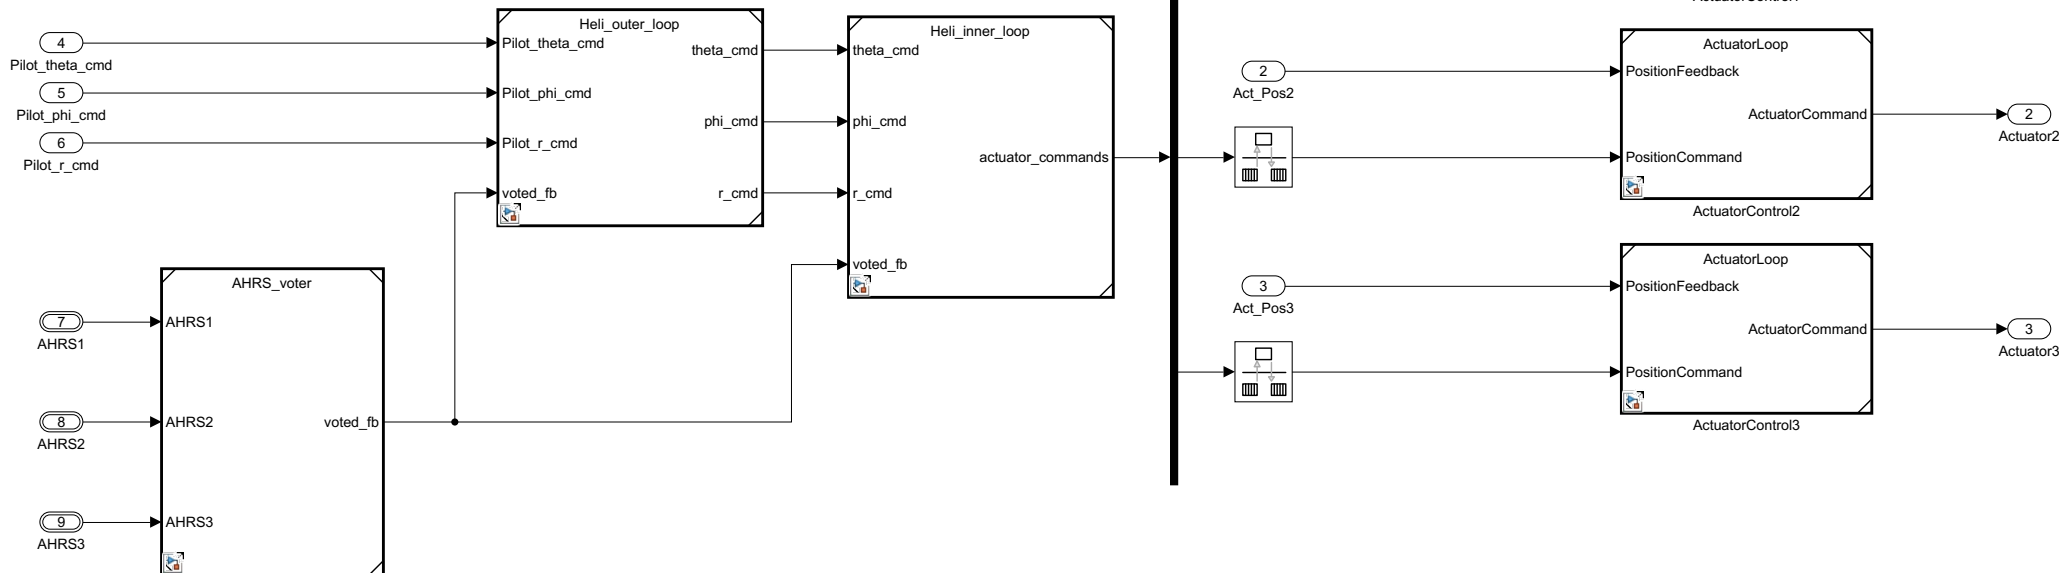 4
Pilot_theta_cmd
5
Pilot_phi_cmd
6
Pilot_r_cmd
Heli_outer_loop
Pilot_theta_cmd
Pilot_phi_cmd
Pilot_r_cmd
voted_fb
theta_cmd
phi_cmd
r_cmd
Heli_inner_loop
theta_cmd
phi_cmd
r_cmd
voted_fb
actuator_commands
7
AHRS1
8
AHRS2
9
AHRS3
AHRS_voter
AHRS1
AHRS2
AHRS3
voted_fb
2
Act_Pos2
ActuatorLoop
PositionFeedback
PositionCommand
ActuatorCommand
ActuatorControl2
2
Actuator2
3
Act_Pos3
ActuatorLoop
PositionFeedback
PositionCommand
ActuatorCommand
ActuatorControl3
3
Actuator3